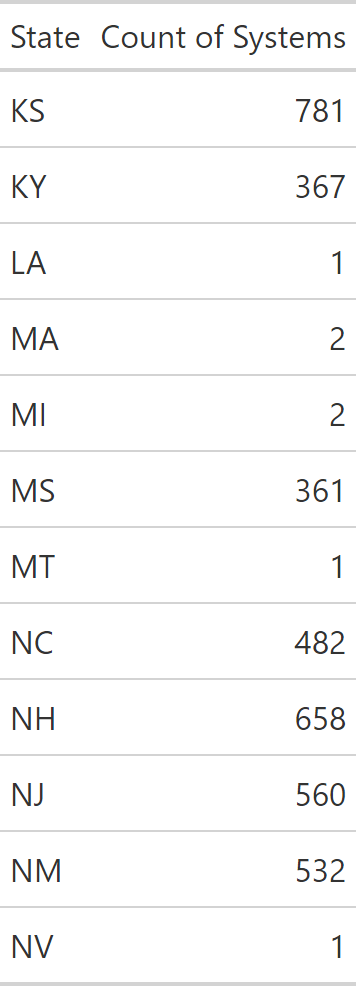 State Count of Systems
KS 781
KY 367
LA 1
MA 2
MI 2
MS 361
MT 1
NC 482
NH 658
NJ 560
NM 532
NV 1